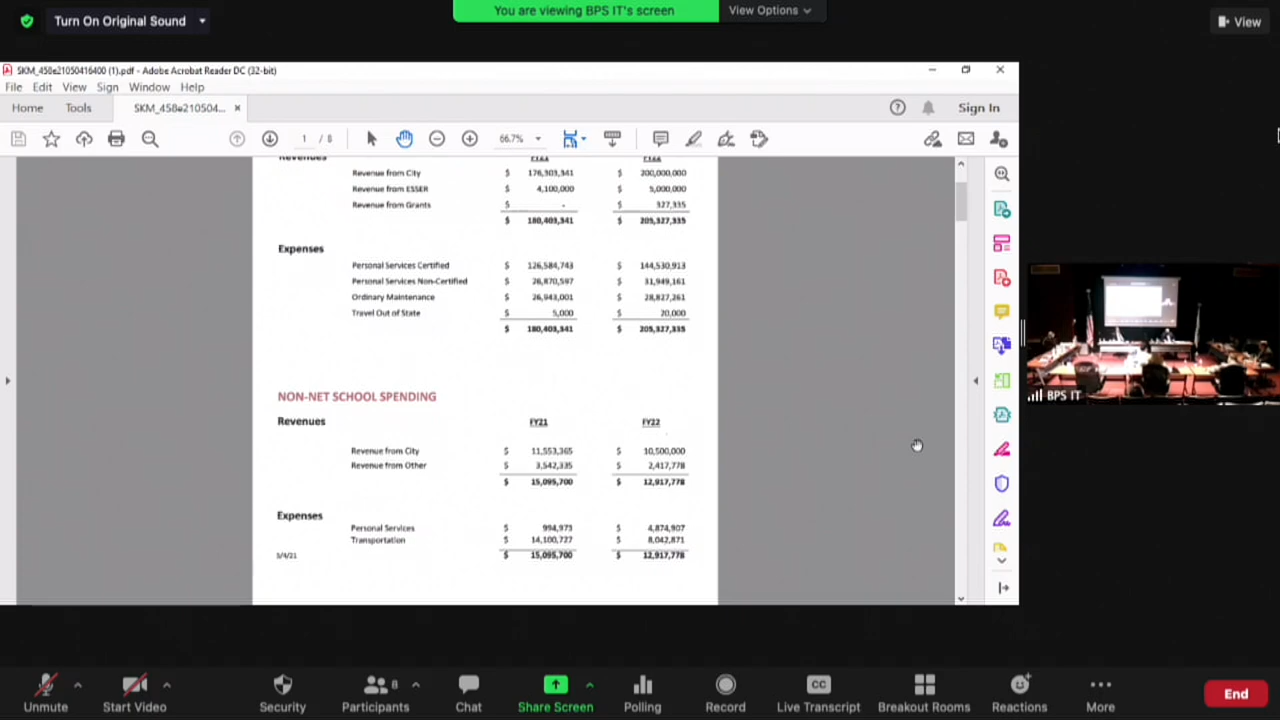 Turn On Original Sound
You are viewing BPS IT's screen
View Options
View
SKM_458e21050416400 (1).pdf - Adobe Acrobat Reader DC (32-bit)
File Edit View Sign Window Help
Home Tools SKM_458e210504... × Sign In
1 / 8 66.7%
Revenues FY21 FY22
Revenue from City $ 176,303,341 $ 200,000,000
Revenue from ESSER $ 4,100,000 $ 5,000,000
Revenue from Grants $ - $ 327,335
$ 180,403,341 $ 205,327,335
Expenses
Personal Services Certified $ 126,584,743 $ 144,530,913
Personal Services Non-Certified $ 26,870,597 $ 31,949,161
Ordinary Maintenance $ 26,943,001 $ 28,827,261
Travel Out of State $ 5,000 $ 20,000
$ 180,403,341 $ 205,327,335
NON-NET SCHOOL SPENDING
Revenues FY21 FY22
Revenue from City $ 11,553,365 $ 10,500,000
Revenue from Other $ 3,542,335 $ 2,417,778
$ 15,095,700 $ 12,917,778
Expenses
Personal Services $ 994,973 $ 4,874,907
Transportation $ 14,100,727 $ 8,042,871
5/4/21 $ 15,095,700 $ 12,917,778
BPS IT
Unmute Start Video Security Participants 8 Chat Share Screen Polling Record CC Live Transcript Breakout Rooms Reactions More End